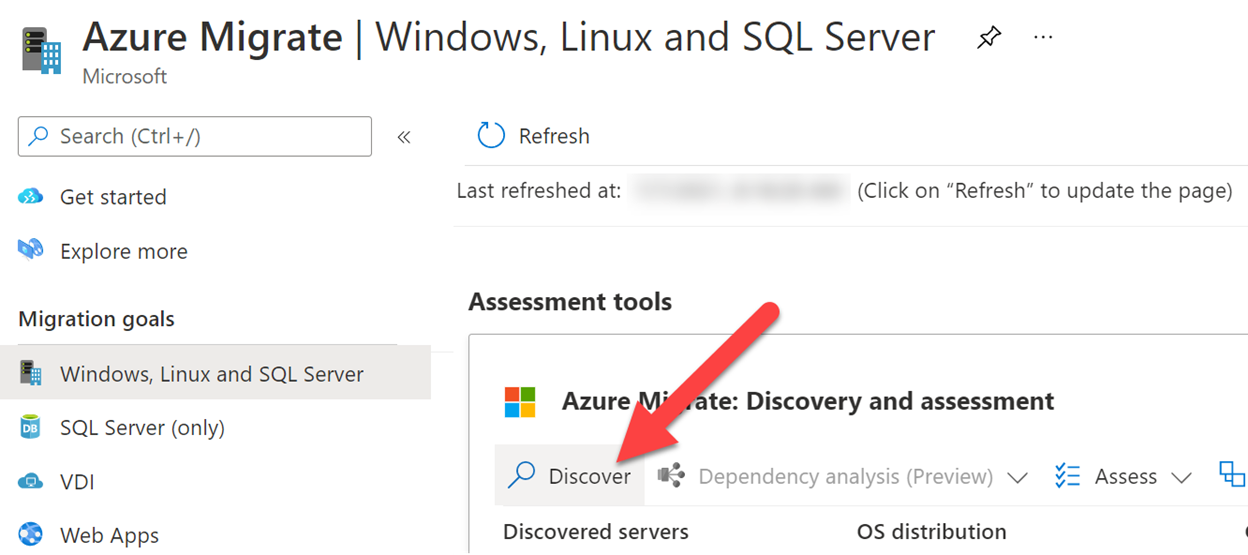 Azure Migrate | Windows, Linux and SQL Server
Microsoft
Search (Ctrl+/)
Refresh
Last refreshed at: (Click on “Refresh” to update the page)
Get started
Explore more
Migration goals
Windows, Linux and SQL Server
SQL Server (only)
VDI
Web Apps
Assessment tools
Azure Migrate: Discovery and assessment
Discover Dependency analysis (Preview) Assess
Discovered servers OS distribution